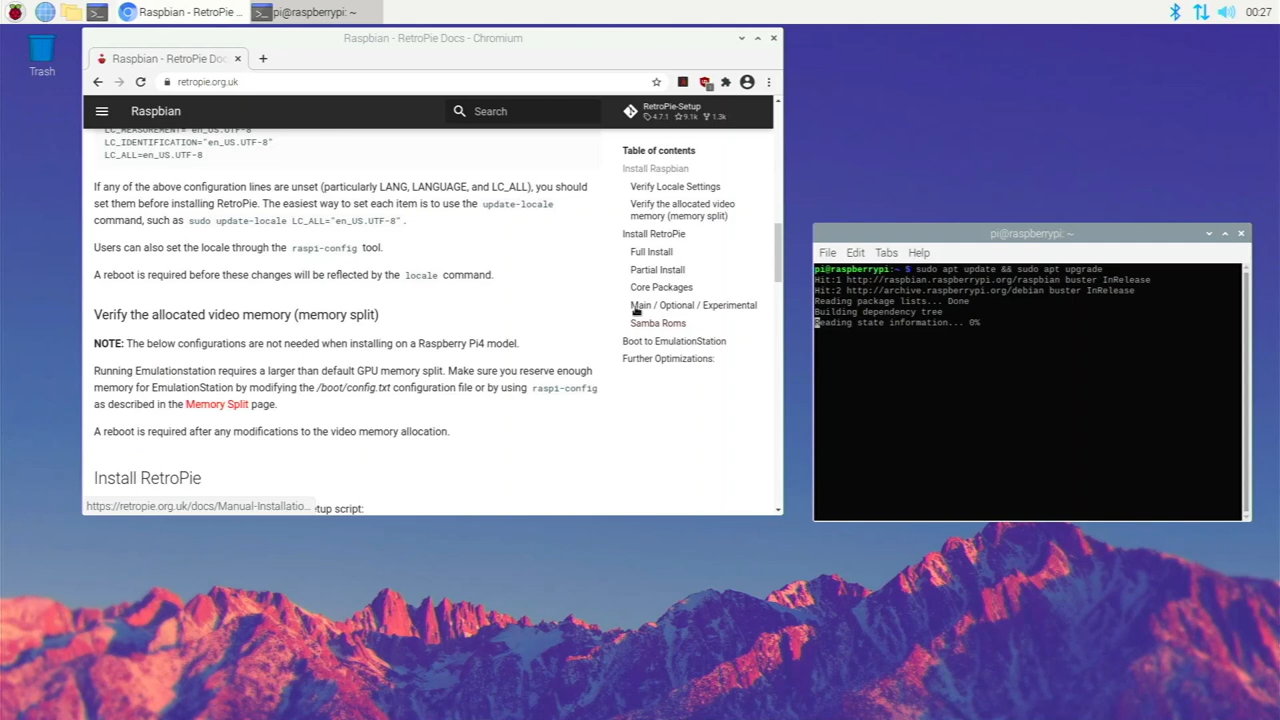 Raspbian - RetroPie ...
pi@raspberrypi: ~
00:27
Trash
Raspbian - RetroPie Docs - Chromium
Raspbian - RetroPie Doc
retropie.org.uk
Raspbian
Search
RetroPie-Setup
4.7.1 9.1k 1.3k
LC_MEASUREMENT="en_US.UTF-8"
LC_IDENTIFICATION="en_US.UTF-8"
LC_ALL=en_US.UTF-8
If any of the above configuration lines are unset (particularly LANG, LANGUAGE, and LC_ALL), you should
set them before installing RetroPie. The easiest way to set each item is to use the update-locale
command, such as sudo update-locale LC_ALL="en_US.UTF-8".
Users can also set the locale through the raspi-config tool.
A reboot is required before these changes will be reflected by the locale command.
Verify the allocated video memory (memory split)
NOTE: The below configurations are not needed when installing on a Raspberry Pi4 model.
Running Emulationstation requires a larger than default GPU memory split. Make sure you reserve enough
memory for EmulationStation by modifying the /boot/config.txt configuration file or by using raspi-config
as described in the Memory Split page.
A reboot is required after any modifications to the video memory allocation.
Install RetroPie
etup script:
https://retropie.org.uk/docs/Manual-Installatio...
Table of contents
Install Raspbian
Verify Locale Settings
Verify the allocated video
memory (memory split)
Install RetroPie
Full Install
Partial Install
Core Packages
Main / Optional / Experimental
Samba Roms
Boot to EmulationStation
Further Optimizations:
pi@raspberrypi: ~
File Edit Tabs Help
pi@raspberrypi:~ $ sudo apt update && sudo apt upgrade
Hit:1 http://raspbian.raspberrypi.org/raspbian buster InRelease
Hit:2 http://archive.raspberrypi.org/debian buster InRelease
Reading package lists... Done
Building dependency tree
Reading state information... 0%